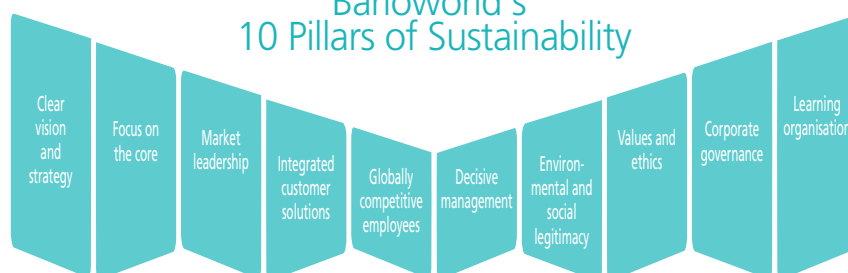 Barloworld's
10 Pillars of Sustainability
Clear
vision
and
strategy
Focus on
the core
Market
leadership
Integrated
customer
solutions
Globally
competitive
employees
Decisive
management
Environ-
mental and
social
legitimacy
Values and
ethics
Corporate
governance
Learning
organisation